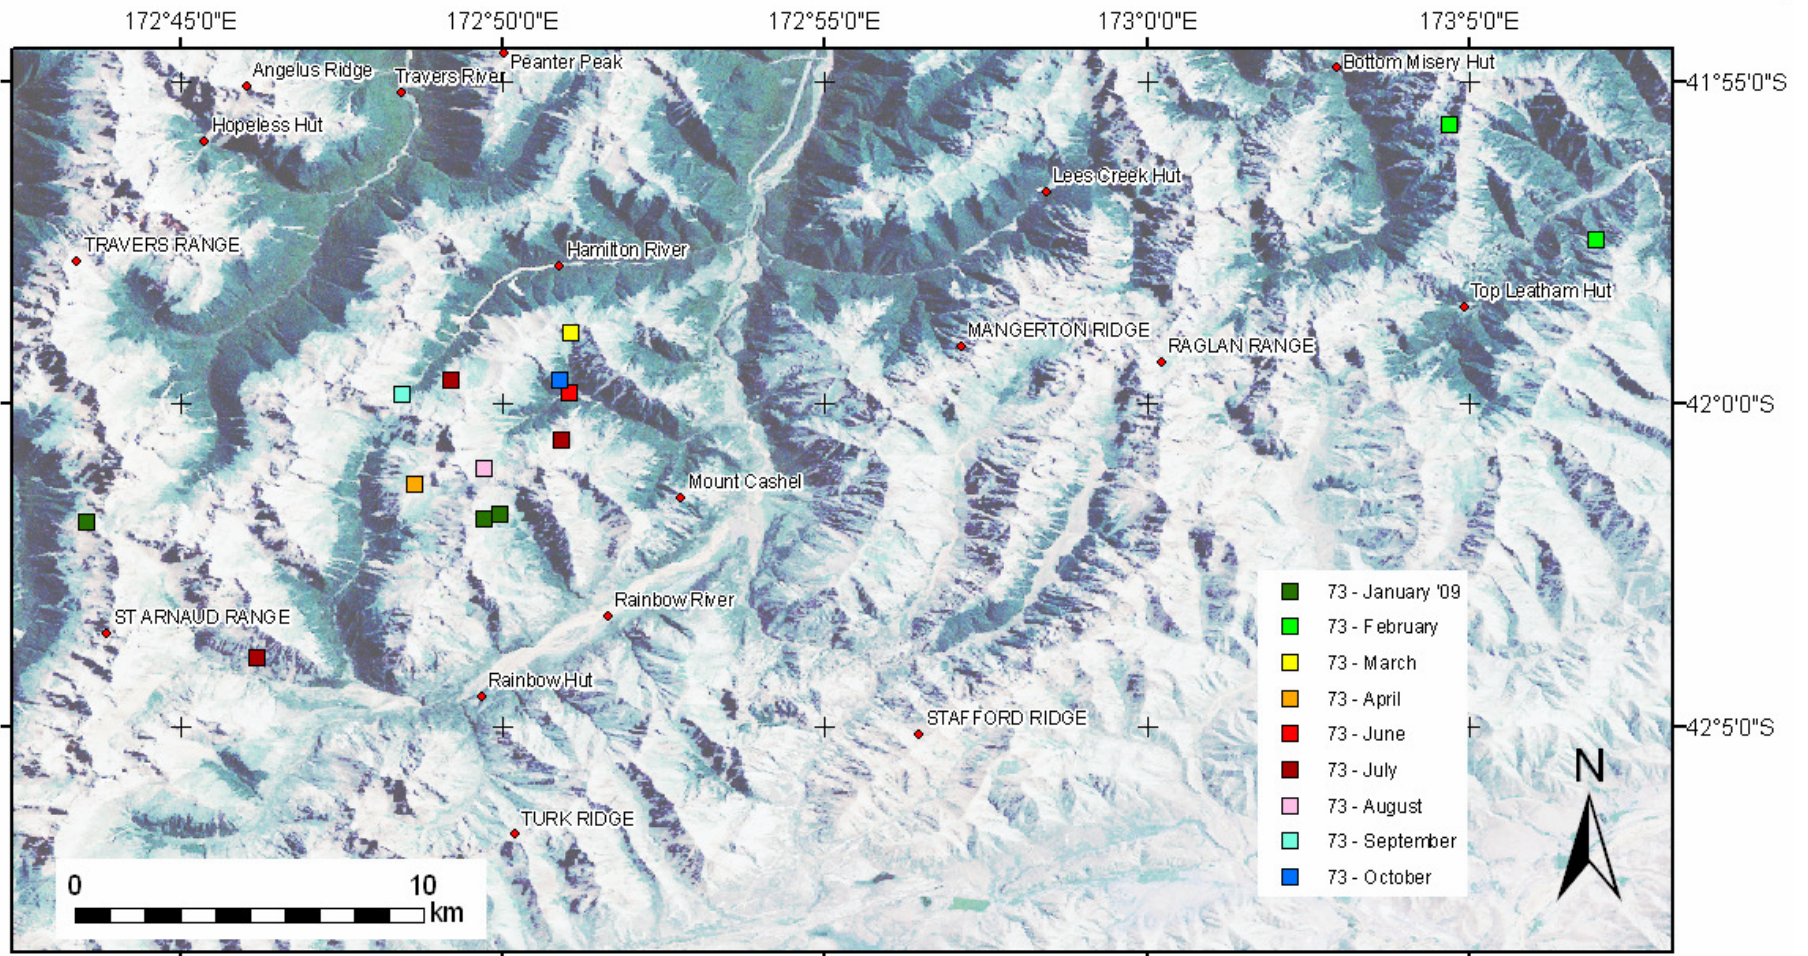 172°45'0"E 172°50'0"E 172°55'0"E 173°0'0"E 173°5'0"E
Peanter Peak
Bottom Misery Hut
Angelus Ridge
Travers River
41°55'0"S
Hopeless Hut
Lees Creek Hut
TRAVERS RANGE
Hamilton River
Top Leatham Hut
MANGERTON RIDGE
RAGLAN RANGE
42°0'0"S
Mount Cashel
73 - January '09
Rainbow River
ST ARNAUD RANGE
73 - February
73 - March
Rainbow Hut
73 - April
STAFFORD RIDGE
42°5'0"S
73 - June
73 - July
N
73 - August
TURK RIDGE
73 - September
73 - October
0 10
km